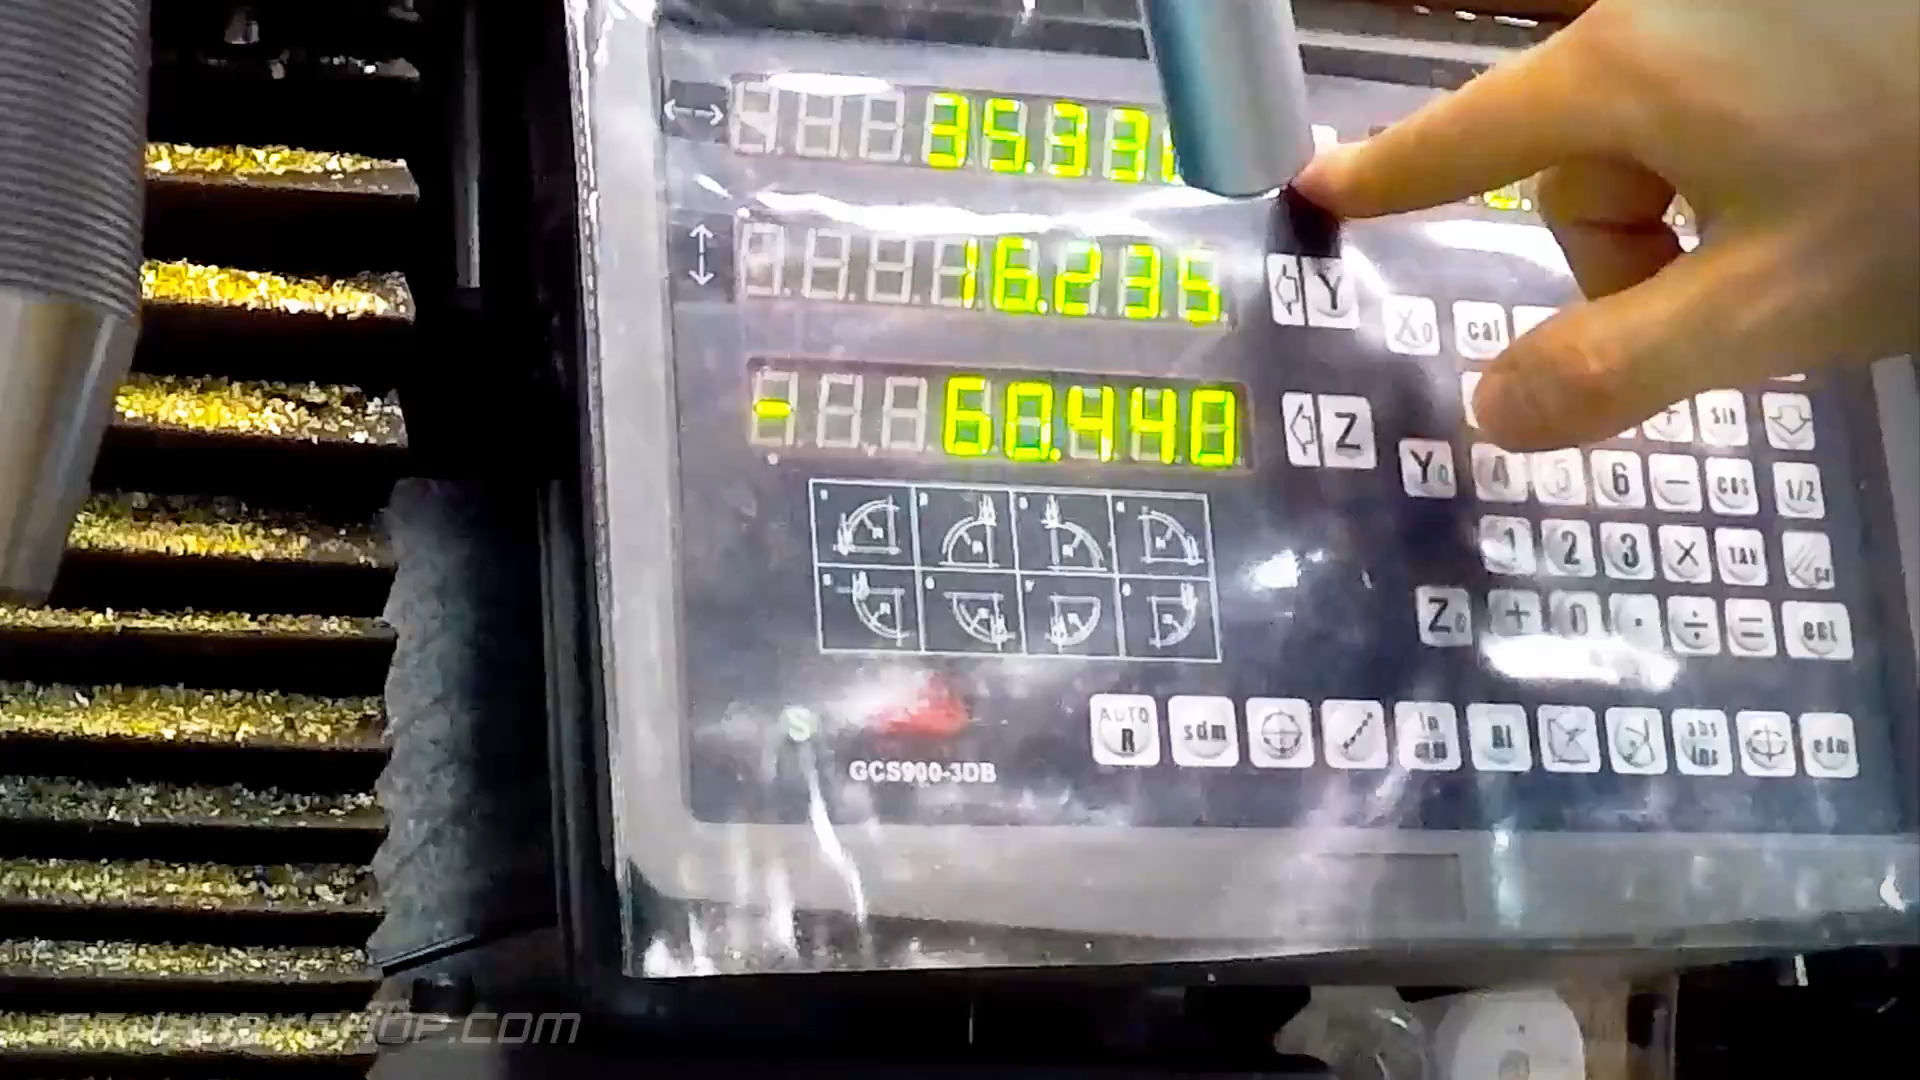 35.33
16.235
Y
X0 cal
- 60.440
Z
sin
Y0 4 5 6 - cos 1/2
1 2 3 X TAN
Z0 + 0 . ÷ = ent
S
AUTO R sdm in mm abs inc edm
GCS900-3DB